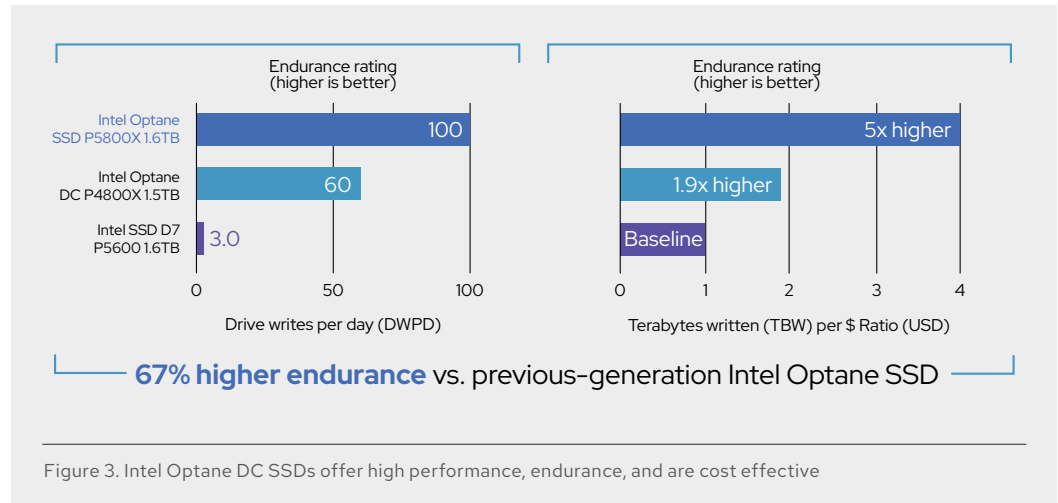 Endurance rating
(higher is better)
Intel Optane
SSD P5800X 1.6TB
100
Intel Optane
DC P4800X 1.5TB
60
Intel SSD D7
P5600 1.6TB
3.0
0
50
100
Drive writes per day (DWPD)
Endurance rating
(higher is better)
5x higher
1.9x higher
Baseline
0
1
2
3
4
Terabytes written (TBW) per $ Ratio (USD)
67% higher endurance vs. previous-generation Intel Optane SSD
Figure 3. Intel Optane DC SSDs offer high performance, endurance, and are cost effective